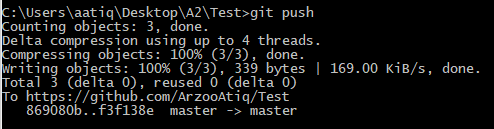 C:\Users\aatiq\Desktop\A2\Test>git push
Counting objects: 3, done.
Delta compression using up to 4 threads.
Compressing objects: 100% (3/3), done.
Writing objects: 100% (3/3), 339 bytes | 169.00 KiB/s, done.
Total 3 (delta 0), reused 0 (delta 0)
To https://github.com/ArzooAtiq/Test
   869080b..f3f138e  master -> master